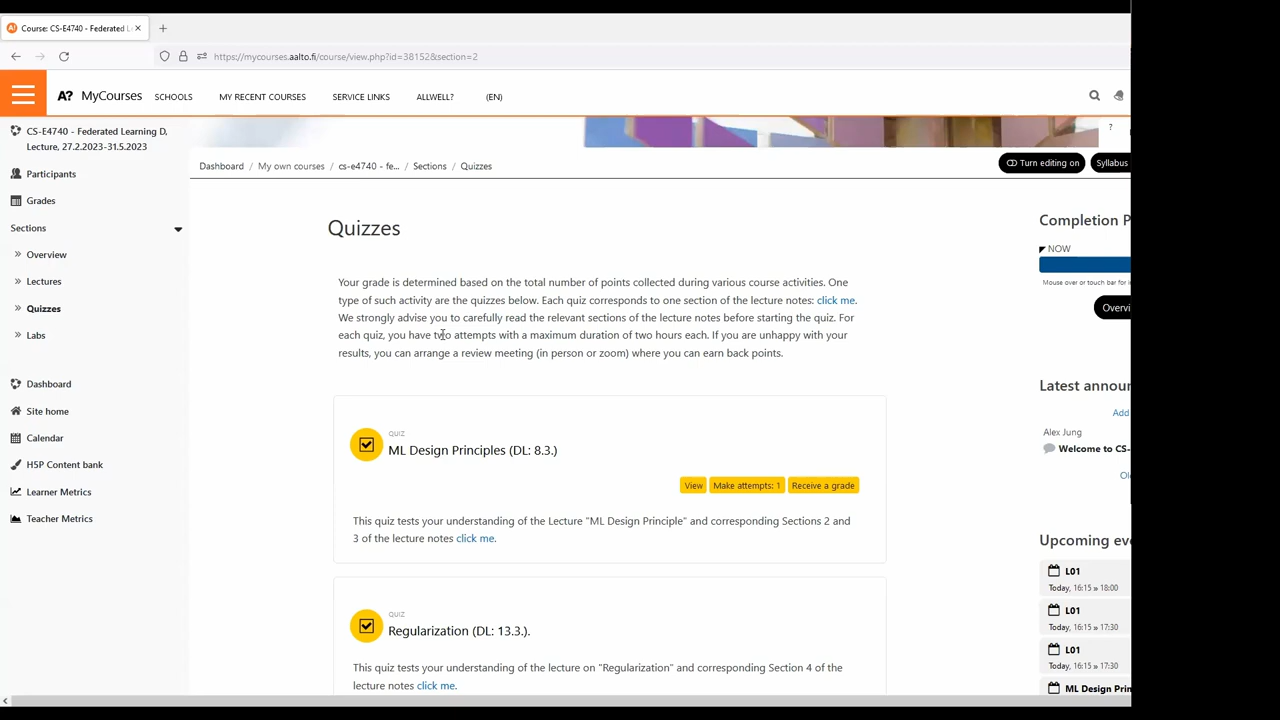 Course: CS-E4740 - Federated L
https://mycourses.aalto.fi/course/view.php?id=38152&section=2
A? MyCourses SCHOOLS MY RECENT COURSES SERVICE LINKS ALLWELL? (EN)
CS-E4740 - Federated Learning D,
Lecture, 27.2.2023-31.5.2023
Participants
Grades
Sections
Overview
Lectures
Quizzes
Labs
Dashboard
Site home
Calendar
H5P Content bank
Learner Metrics
Teacher Metrics
?
Dashboard / My own courses / cs-e4740 - fe... / Sections / Quizzes
Turn editing on
Syllabus
Quizzes
Your grade is determined based on the total number of points collected during various course activities. One
type of such activity are the quizzes below. Each quiz corresponds to one section of the lecture notes: click me.
We strongly advise you to carefully read the relevant sections of the lecture notes before starting the quiz. For
each quiz, you have two attempts with a maximum duration of two hours each. If you are unhappy with your
results, you can arrange a review meeting (in person or zoom) where you can earn back points.
QUIZ
ML Design Principles (DL: 8.3.)
View Make attempts: 1 Receive a grade
This quiz tests your understanding of the Lecture "ML Design Principle" and corresponding Sections 2 and
3 of the lecture notes click me.
QUIZ
Regularization (DL: 13.3.).
This quiz tests your understanding of the lecture on "Regularization" and corresponding Section 4 of the
lecture notes click me.
Completion P
NOW
Mouse over or touch bar for i
Overvi
Latest annou
Add
Alex Jung
Welcome to CS-
Ol
Upcoming eve
L01
Today, 16:15 » 18:00
L01
Today, 16:15 » 17:30
L01
Today, 16:15 » 17:30
ML Design Prin